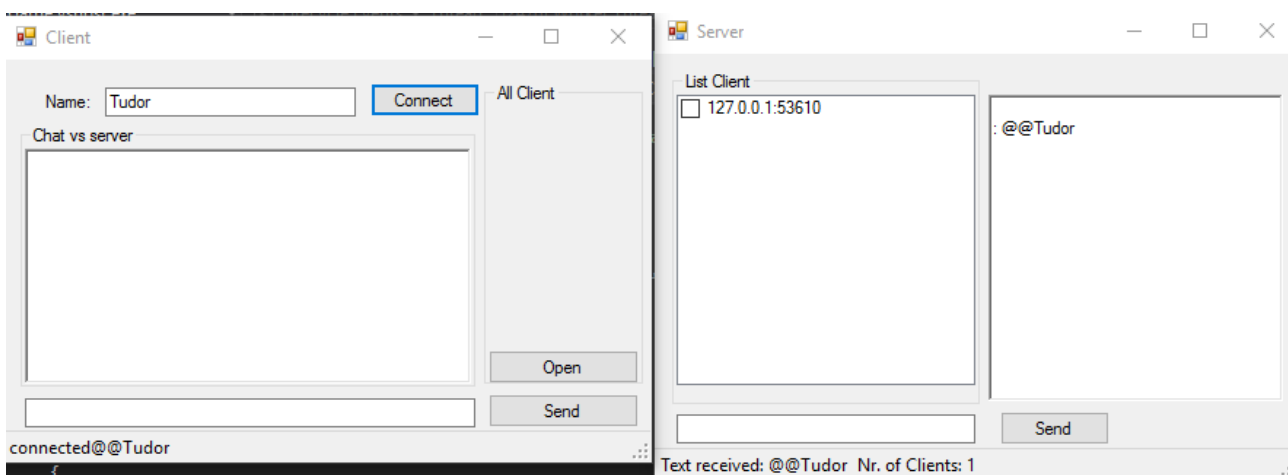 Client
Name:
Tudor
Connect
All Client
Chat vs server
Open
Send
connected@@Tudor
{
Server
List Client
127.0.0.1:53610
: @@Tudor
Send
Text received: @@Tudor Nr. of Clients: 1